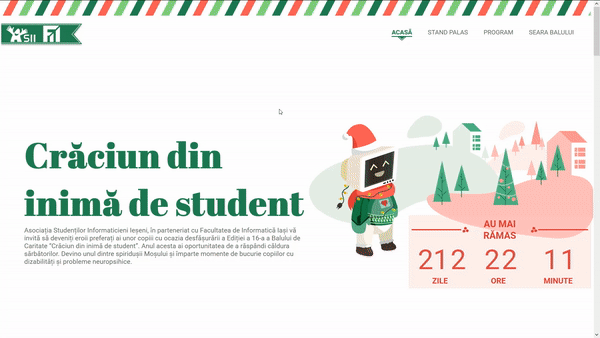 ASII FII
ACASĂ STAND PALAS PROGRAM SEARA BALULUI
Crăciun din
inimă de student
Asociația Studenților Informaticieni Ieșeni, în parteneriat cu Facultatea de Informatică Iași vă
invită să deveniți eroii preferați ai unor copiii cu ocazia desfășurării a Ediției a 16-a a Balului de
Caritate "Crăciun din inimă de student". Anul acesta ai oportunitatea de a răspândi căldura
sărbătorilor. Devino unul dintre spiridușii Moșului și împarte momente de bucurie copiilor cu
dizabilități și probleme neuropsihice.
AU MAI
RĂMAS
212 22 11
ZILE ORE MINUTE